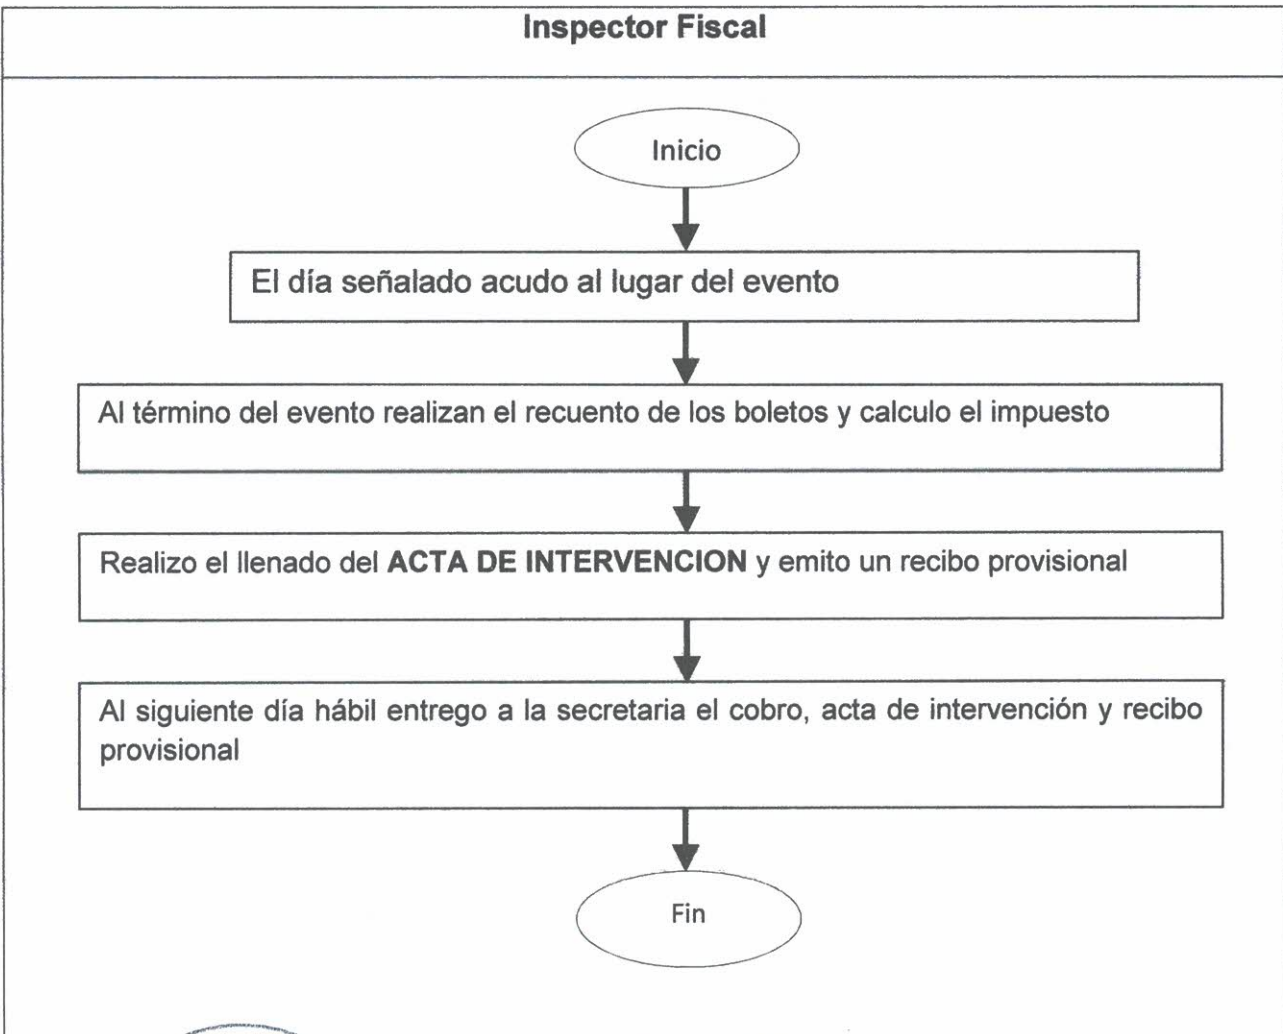 Inspector Fiscal
Inicio
El día señalado acudo al lugar del evento
Al término del evento realizan el recuento de los boletos y calculo el impuesto
Realizo el llenado del ACTA DE INTERVENCION y emito un recibo provisional
Al siguiente día hábil entrego a la secretaria el cobro, acta de intervención y recibo
provisional
Fin